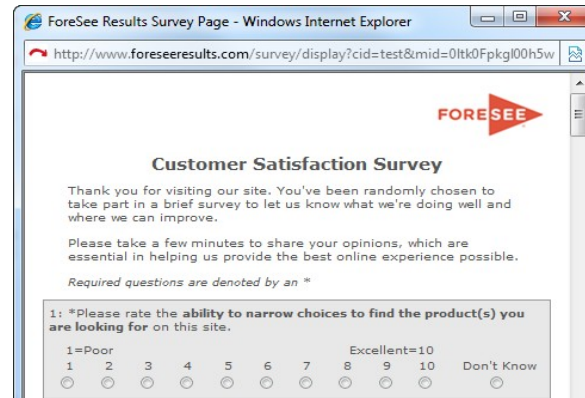 ForeSee Results Survey Page - Windows Internet Explorer
http://www.foreseeresults.com/survey/display?cid=test&mid=0ltk0Fpkgl00h5w
FORESEE
Customer Satisfaction Survey
Thank you for visiting our site. You've been randomly chosen to
take part in a brief survey to let us know what we're doing well and
where we can improve.
Please take a few minutes to share your opinions, which are
essential in helping us provide the best online experience possible.
Required questions are denoted by an *
1: *Please rate the ability to narrow choices to find the product(s) you
are looking for on this site.
1=Poor Excellent=10
1 2 3 4 5 6 7 8 9 10 Don't Know